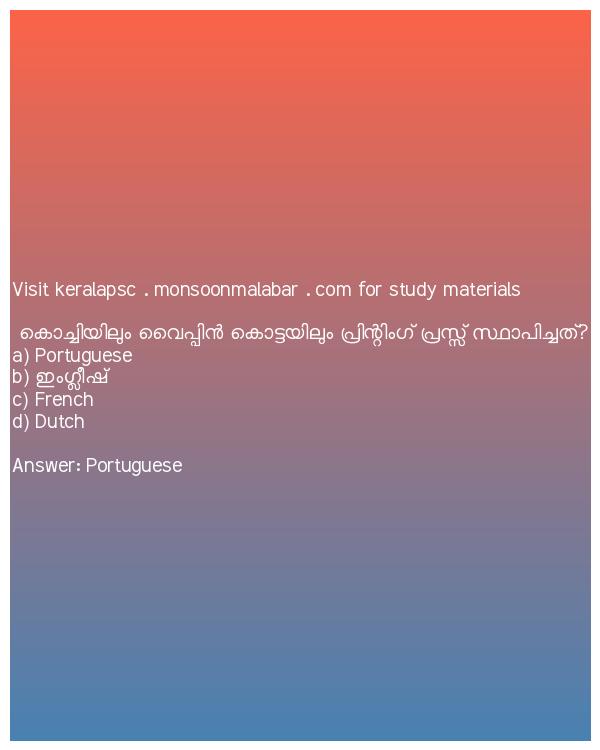 Visit keralapsc . monsoonmalabar . com for study materials
കൊച്ചിയിലും വൈപ്പിൻ കൊട്ടയിലും പ്രിന്റിംഗ് പ്രസ്സ് സ്ഥാപിച്ചത്?
a) Portuguese
b) ഇംഗ്ലീഷ്
c) French
d) Dutch
Answer: Portuguese